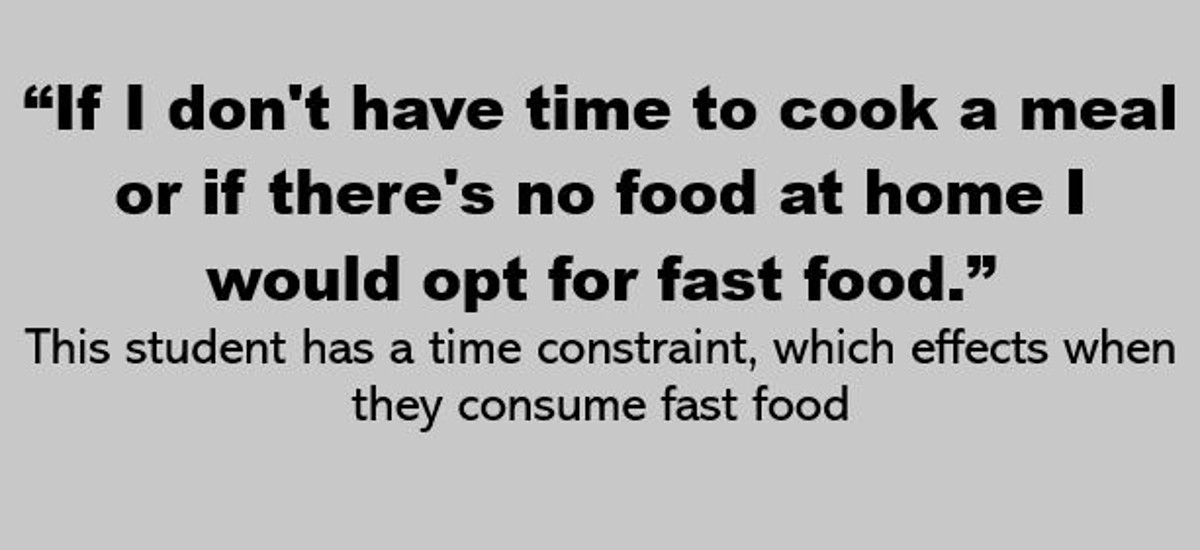 “If I don't have time to cook a meal
or if there's no food at home I
would opt for fast food.”
This student has a time constraint, which effects when
they consume fast food